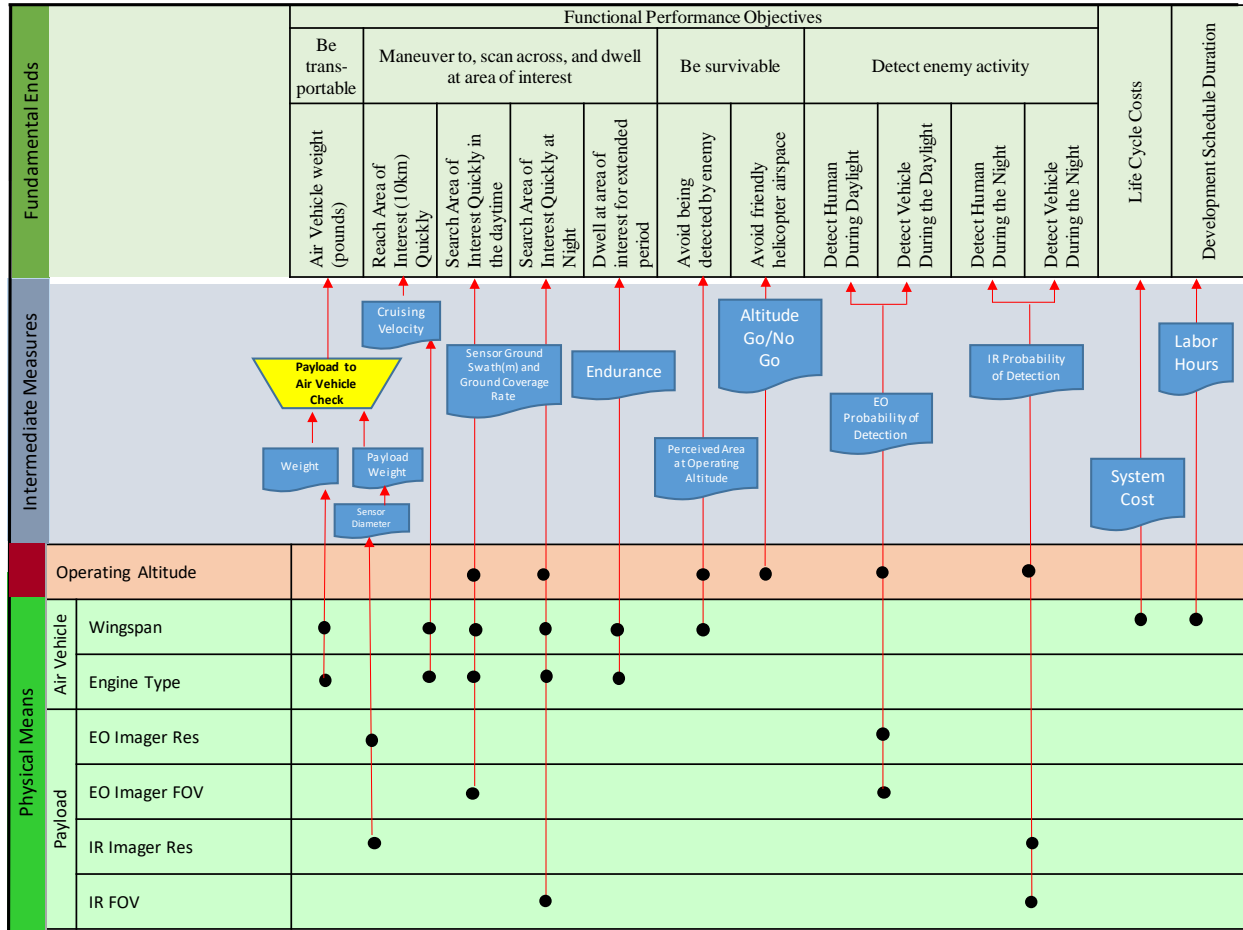 Fundamental Ends
Functional Performance Objectives
Be
trans-
portable
Maneuver to, scan across, and dwell
at area of interest
Be survivable
Detect enemy activity
Air Vehicle weight
(pounds)
Reach Area of
Interest (10km)
Quickly
Search Area of
Interest Quickly in
the daytime
Search Area of
Interest Quickly at
Night
Dwell at area of
interest for extended
period
Avoid being
detected by enemy
Avoid friendly
helicopter airspace
Detect Human
During Daylight
Detect Vehicle
During the Daylight
Detect Human
During the Night
Detect Vehicle
During the Night
Life Cycle Costs
Development Schedule Duration
Intermediate Measures
Cruising
Velocity
Payload to
Air Vehicle
Check
Weight
Payload
Weight
Sensor
Diameter
Sensor Ground
Swath(m) and
Ground Coverage
Rate
Endurance
Perceived Area
at Operating
Altitude
Altitude
Go/No
Go
EO
Probability of
Detection
IR Probability
of Detection
System
Cost
Labor
Hours
Operating Altitude
Physical Means
Air Vehicle
Wingspan
Engine Type
Payload
EO Imager Res
EO Imager FOV
IR Imager Res
IR FOV